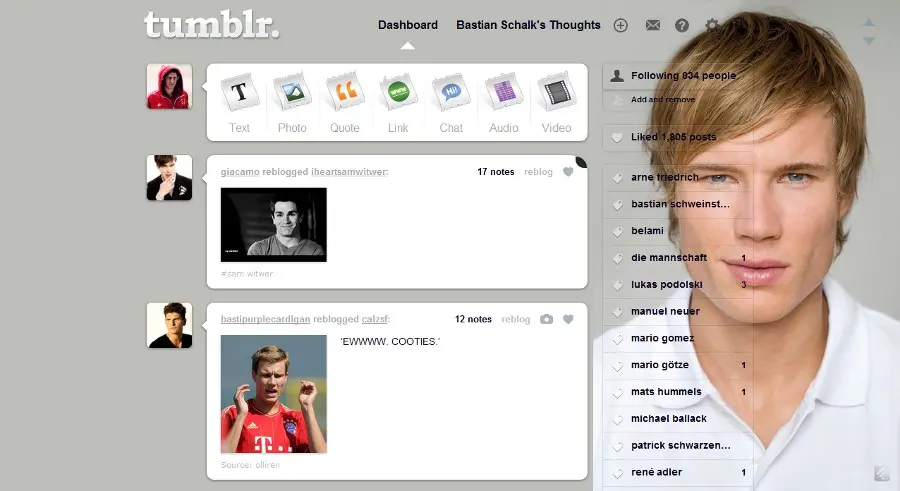 tumblr.
Dashboard
Bastian Schalk's Thoughts
Text
Photo
Quote
Link
Chat
Audio
Video
T
WWW
Hi!
giacamo reblogged iheartsamwitwer:
17 notes reblog
#sam witwer
bastipurplecardigan reblogged calzsf:
12 notes reblog
'EWWWW. COOTIES.'
Source: olliren
Following 834 people
Add and remove
Liked 1,805 posts
arne friedrich
bastian schweinst...
belami
die mannschaft 1
lukas podolski 3
manuel neuer
mario gomez
mario götze 1
mats hummels 1
michael ballack
patrick schwarzen...
rené adler 1